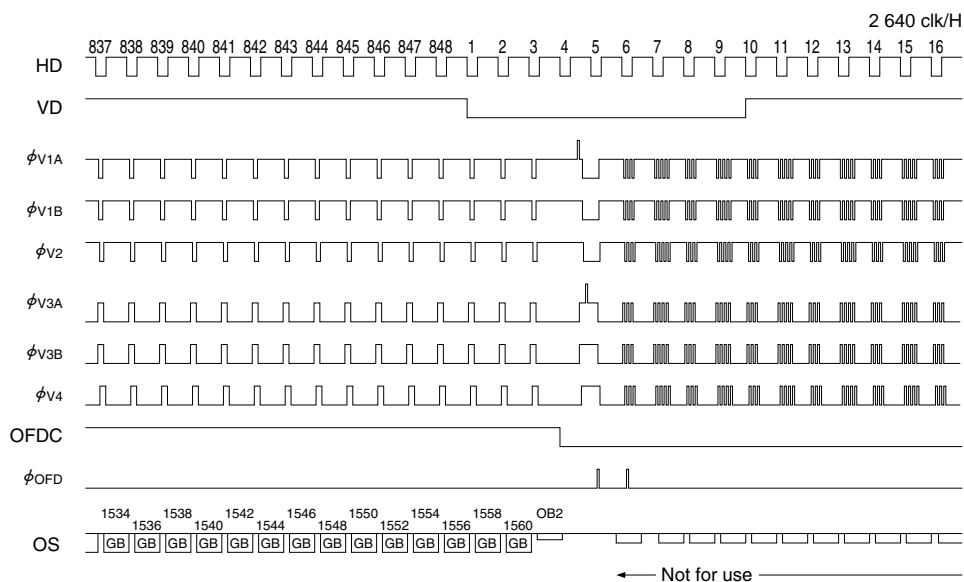 2 640 clk/H
837 838 839 840 841 842 843 844 845 846 847 848 1 2 3 4 5 6 7 8 9 10 11 12 13 14 15 16
HD
VD
ϕV1A
ϕV1B
ϕV2
ϕV3A
ϕV3B
ϕV4
OFDC
ϕOFD
1534 1538 1542 1546 1550 1554 1558 OB2
1536 1540 1544 1548 1552 1556 1560
OS GB GB GB GB GB GB GB GB GB GB GB GB GB GB
Not for use